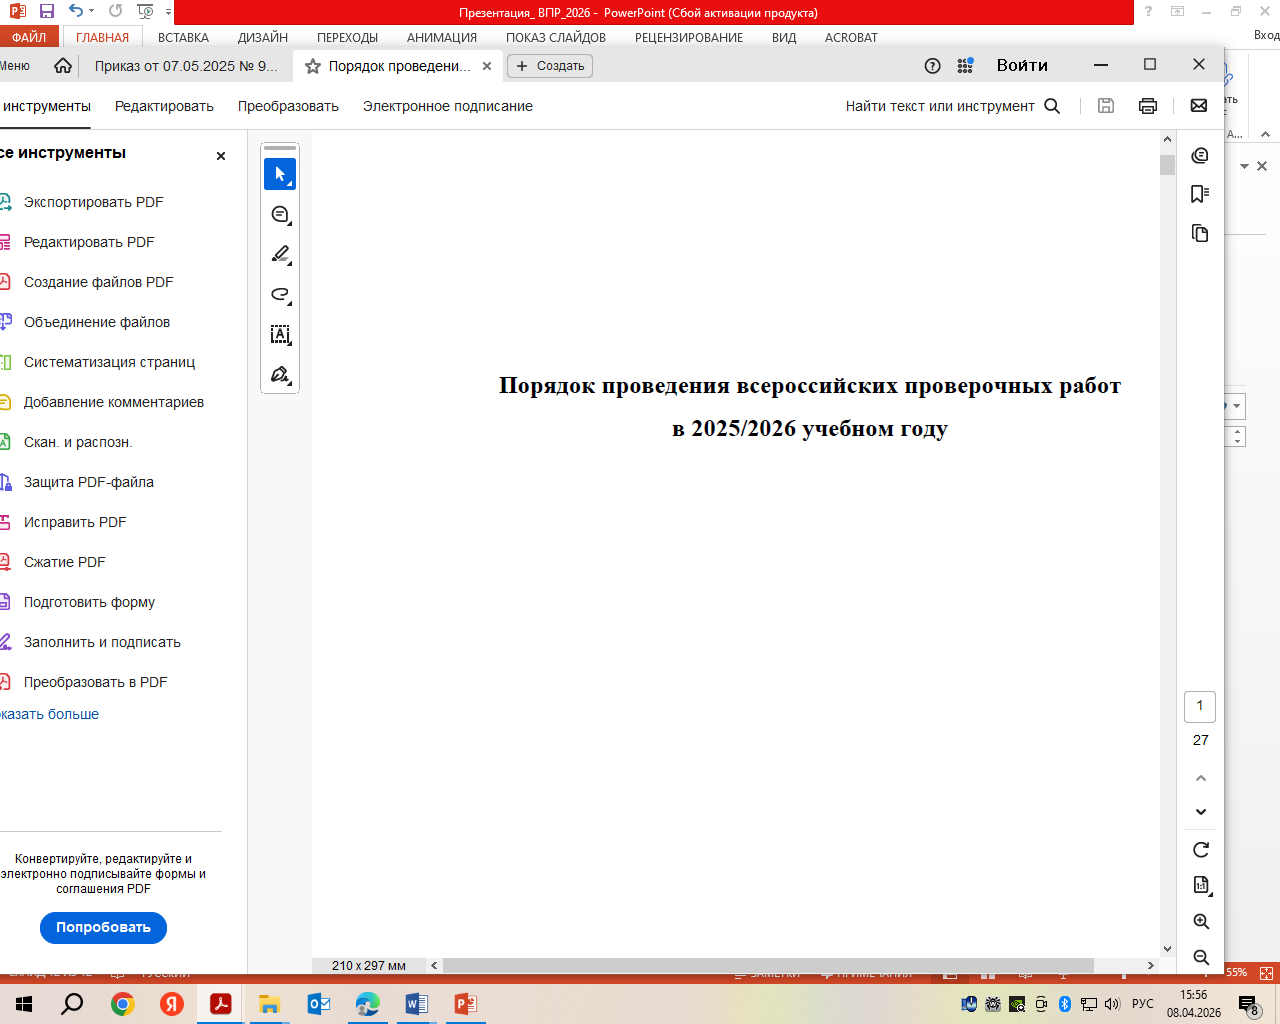 Презентация_ ВПР_2026 - PowerPoint (Сбой активации продукта)
ФАЙЛ ГЛАВНАЯ ВСТАВКА ДИЗАЙН ПЕРЕХОДЫ АНИМАЦИЯ ПОКАЗ СЛАЙДОВ РЕЦЕНЗИРОВАНИЕ ВИД ACROBAT Вход
Меню Приказ от 07.05.2025 № 9... Порядок проведени... Создать Войти
инструменты Редактировать Преобразовать Электронное подписание Найти текст или инструмент
се инструменты
Экспортировать PDF
Редактировать PDF
Создание файлов PDF
Объединение файлов
Систематизация страниц
Добавление комментариев
Скан. и распозн.
Защита PDF-файла
Исправить PDF
Сжатие PDF
Подготовить форму
Заполнить и подписать
Преобразовать в PDF
казать больше
Конвертируйте, редактируйте и
электронно подписывайте формы и
соглашения PDF
Попробовать
Порядок проведения всероссийских проверочных работ
в 2025/2026 учебном году
1
27
210 x 297 мм
55%
РУС
15:56
08.04.2026
8